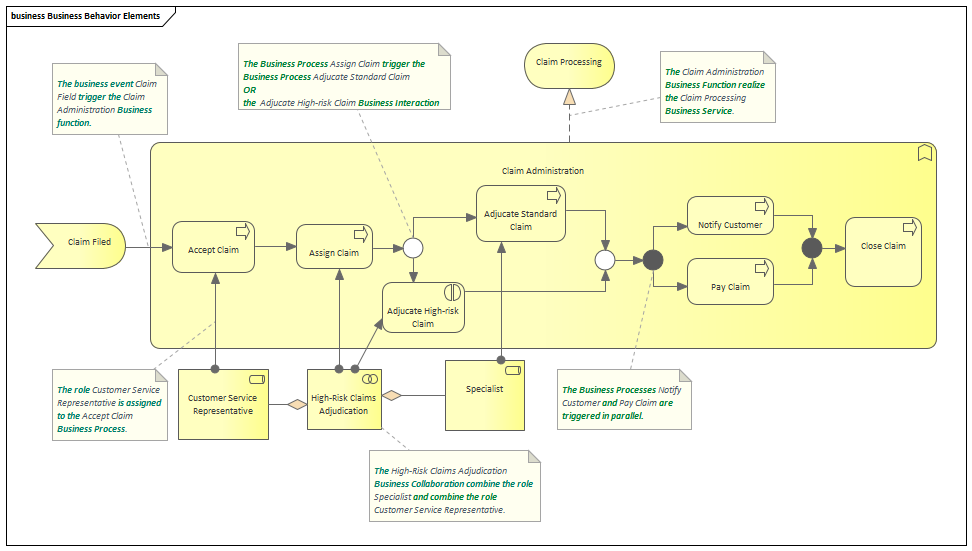 business Business Behavior Elements
The business event Claim
Field trigger the Claim
Administration Business
function.
The Business Process Assign Claim trigger the
Business Process Adjucate Standard Claim
OR
the Adjucate High-risk Claim Business Interaction
Claim Processing
The Claim Administration
Business Function realize
the Claim Processing
Business Service.
Claim Administration
Claim Filed
Accept Claim
Assign Claim
Adjucate Standard
Claim
Adjucate High-risk
Claim
Notify Customer
Pay Claim
Close Claim
The role Customer Service
Representative is assigned
to the Accept Claim
Business Process.
Customer Service
Representative
High-Risk Claims
Adjudication
Specialist
The Business Processes Notify
Customer and Pay Claim are
triggered in parallel.
The High-Risk Claims Adjudication
Business Collaboration combine the role
Specialist and combine the role
Customer Service Representative.